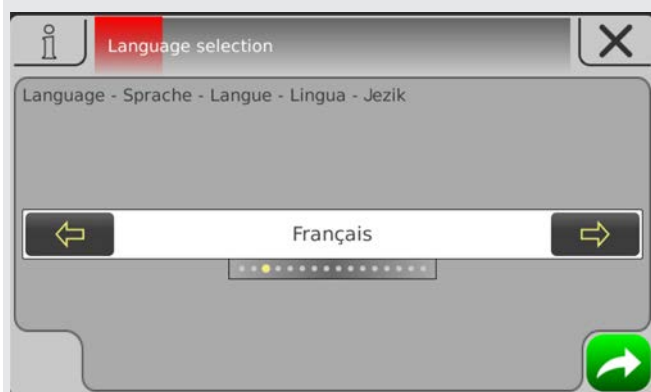 Language selection
Language - Sprache - Langue - Lingua - Jezik
Français